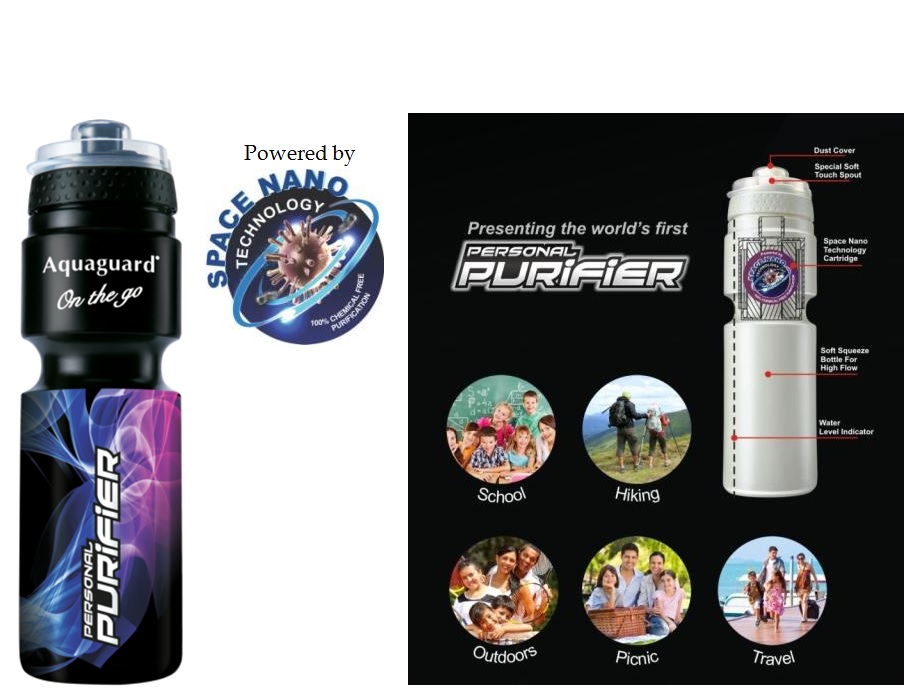 Powered by
SPACE NANO
TECHNOLOGY
100% CHEMICAL FREE
PURIFICATION
Aquaguard
On the go
PERSONAL
PURiFiER
Presenting the world's first
PERSONAL
PURiFiER
Dust Cover
Special Soft
Touch Spout
Space Nano
Technology
Cartridge
Soft Squeeze
Bottle For
High Flow
Water
Level Indicator
School
Hiking
Outdoors
Picnic
Travel